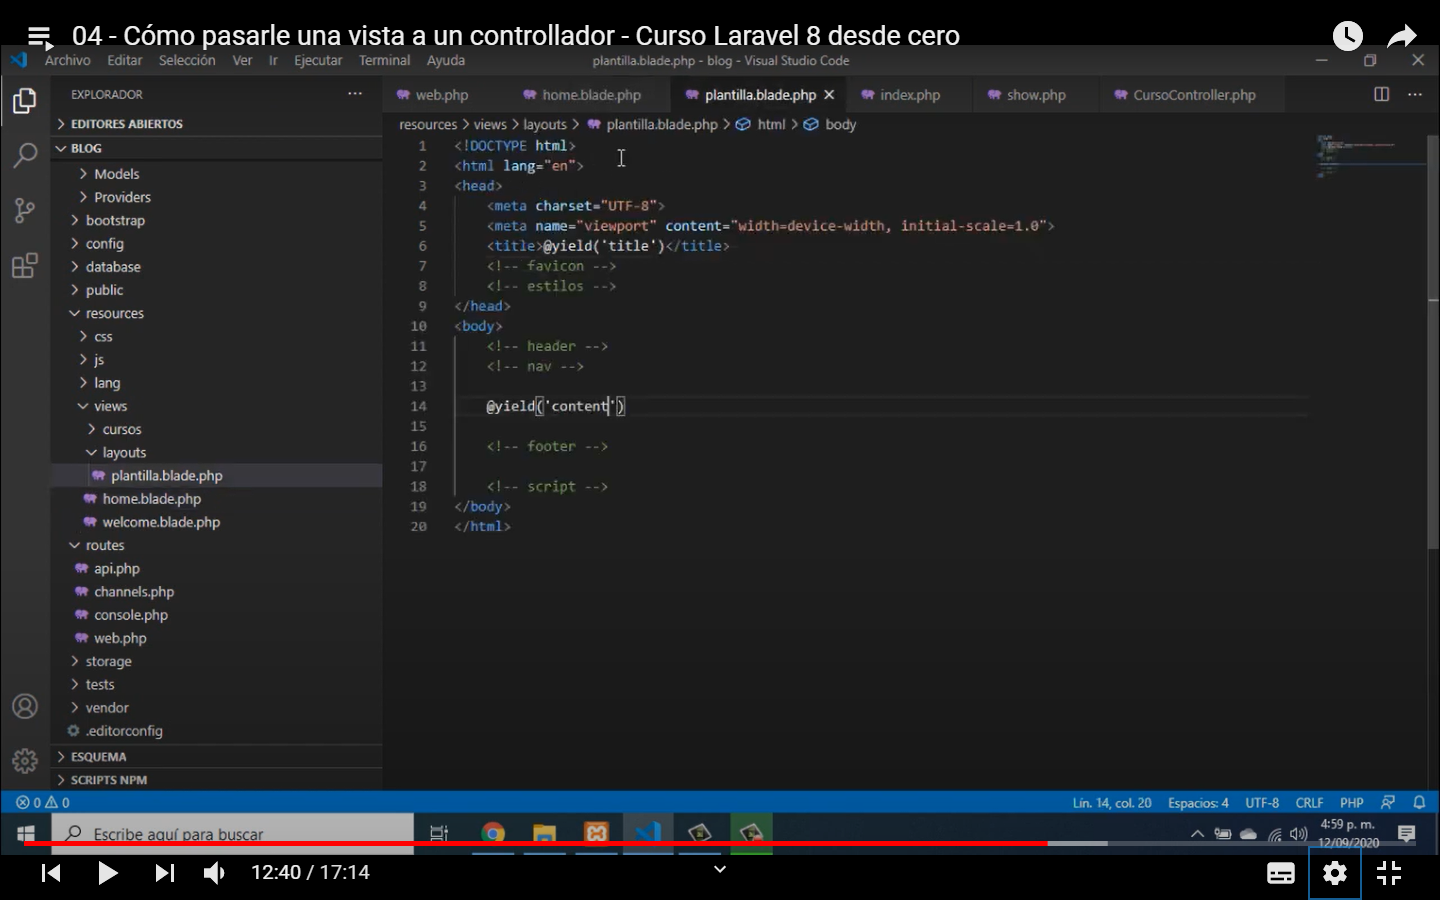 04 - Cómo pasarle una vista a un controllador - Curso Laravel 8 desde cero
Archivo Editar Selección Ver Ir Ejecutar Terminal Ayuda
plantilla.blade.php - blog - Visual Studio Code
EXPLORADOR
EDITORES ABIERTOS
BLOG
Models
Providers
bootstrap
config
database
public
resources
css
js
lang
views
cursos
layouts
plantilla.blade.php
home.blade.php
welcome.blade.php
routes
api.php
channels.php
console.php
web.php
storage
tests
vendor
.editorconfig
ESQUEMA
SCRIPTS NPM
web.php home.blade.php plantilla.blade.php index.php show.php CursoController.php
resources > views > layouts > plantilla.blade.php > html > body
1 <!DOCTYPE html>
2 <html lang="en">
3 <head>
4 <meta charset="UTF-8">
5 <meta name="viewport" content="width=device-width, initial-scale=1.0">
6 <title>@yield('title')</title>
7 <!-- favicon -->
8 <!-- estilos -->
9 </head>
10 <body>
11 <!-- header -->
12 <!-- nav -->
13
14 @yield('content')
15
16 <!-- footer -->
17
18 <!-- script -->
19 </body>
20 </html>
0 0
Lín. 14, col. 20 Espacios: 4 UTF-8 CRLF PHP
Escribe aquí para buscar
4:59 p. m.
12/09/2020
12:40 / 17:14